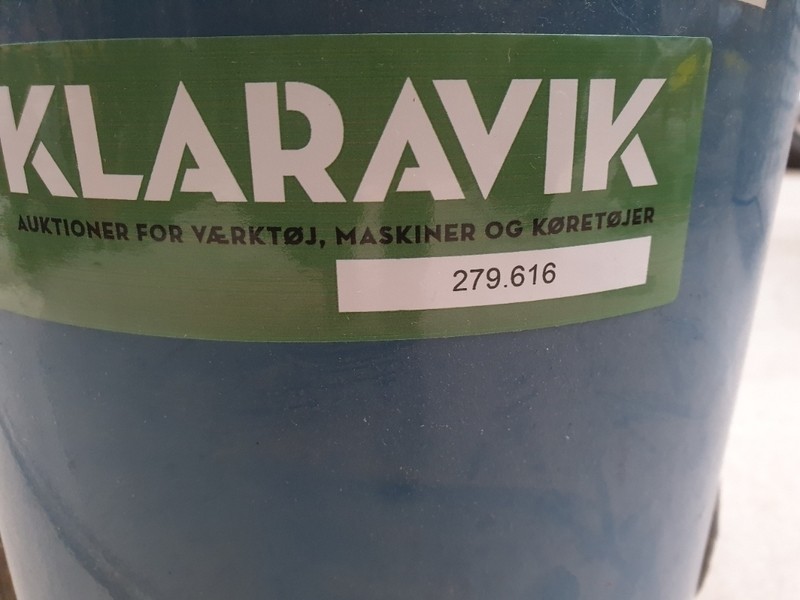 KLARAVIK
AUKTIONER FOR VÆRKTØJ, MASKINER OG KØRETØJER
279.616